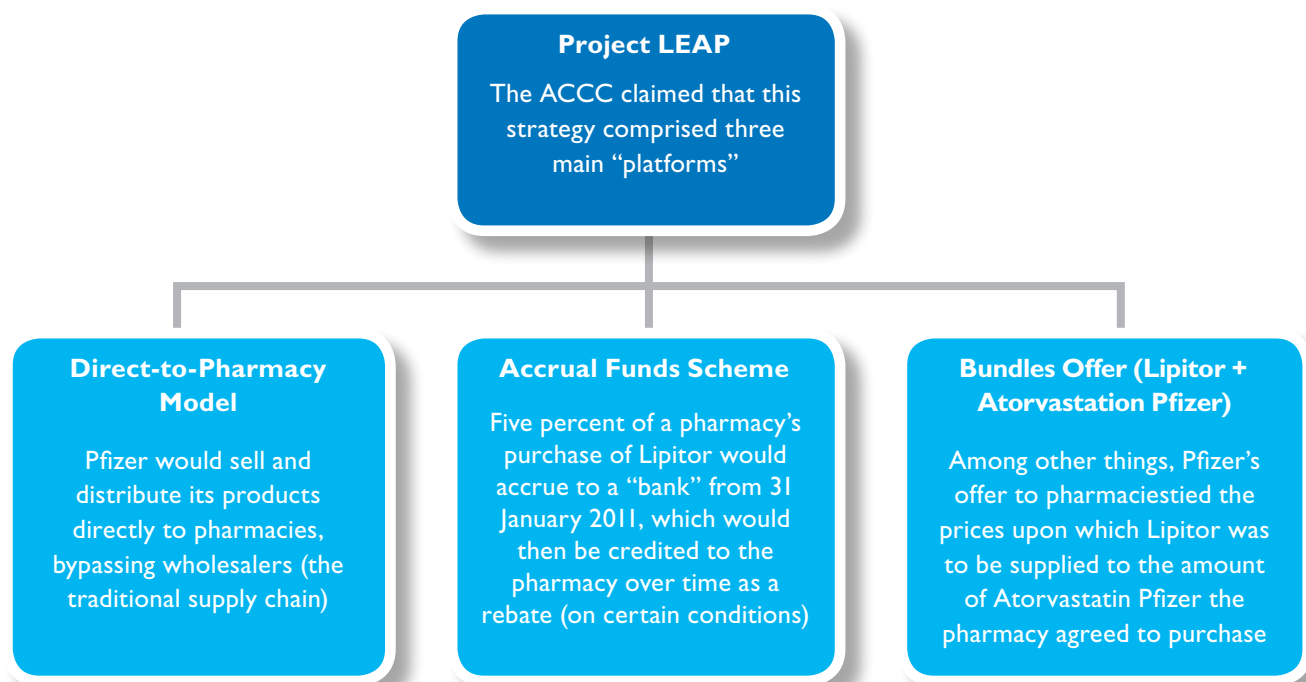 Project LEAP
The ACCC claimed that this
strategy comprised three
main “platforms”
Direct-to-Pharmacy
Model
Pfizer would sell and
distribute its products
directly to pharmacies,
bypassing wholesalers (the
traditional supply chain)
Accrual Funds Scheme
Five percent of a pharmacy’s
purchase of Lipitor would
accrue to a “bank” from 31
January 2011, which would
then be credited to the
pharmacy over time as a
rebate (on certain conditions)
Bundles Offer (Lipitor +
Atorvastation Pfizer)
Among other things, Pfizer’s
offer to pharmaciestied the
prices upon which Lipitor was
to be supplied to the amount
of Atorvastatin Pfizer the
pharmacy agreed to purchase